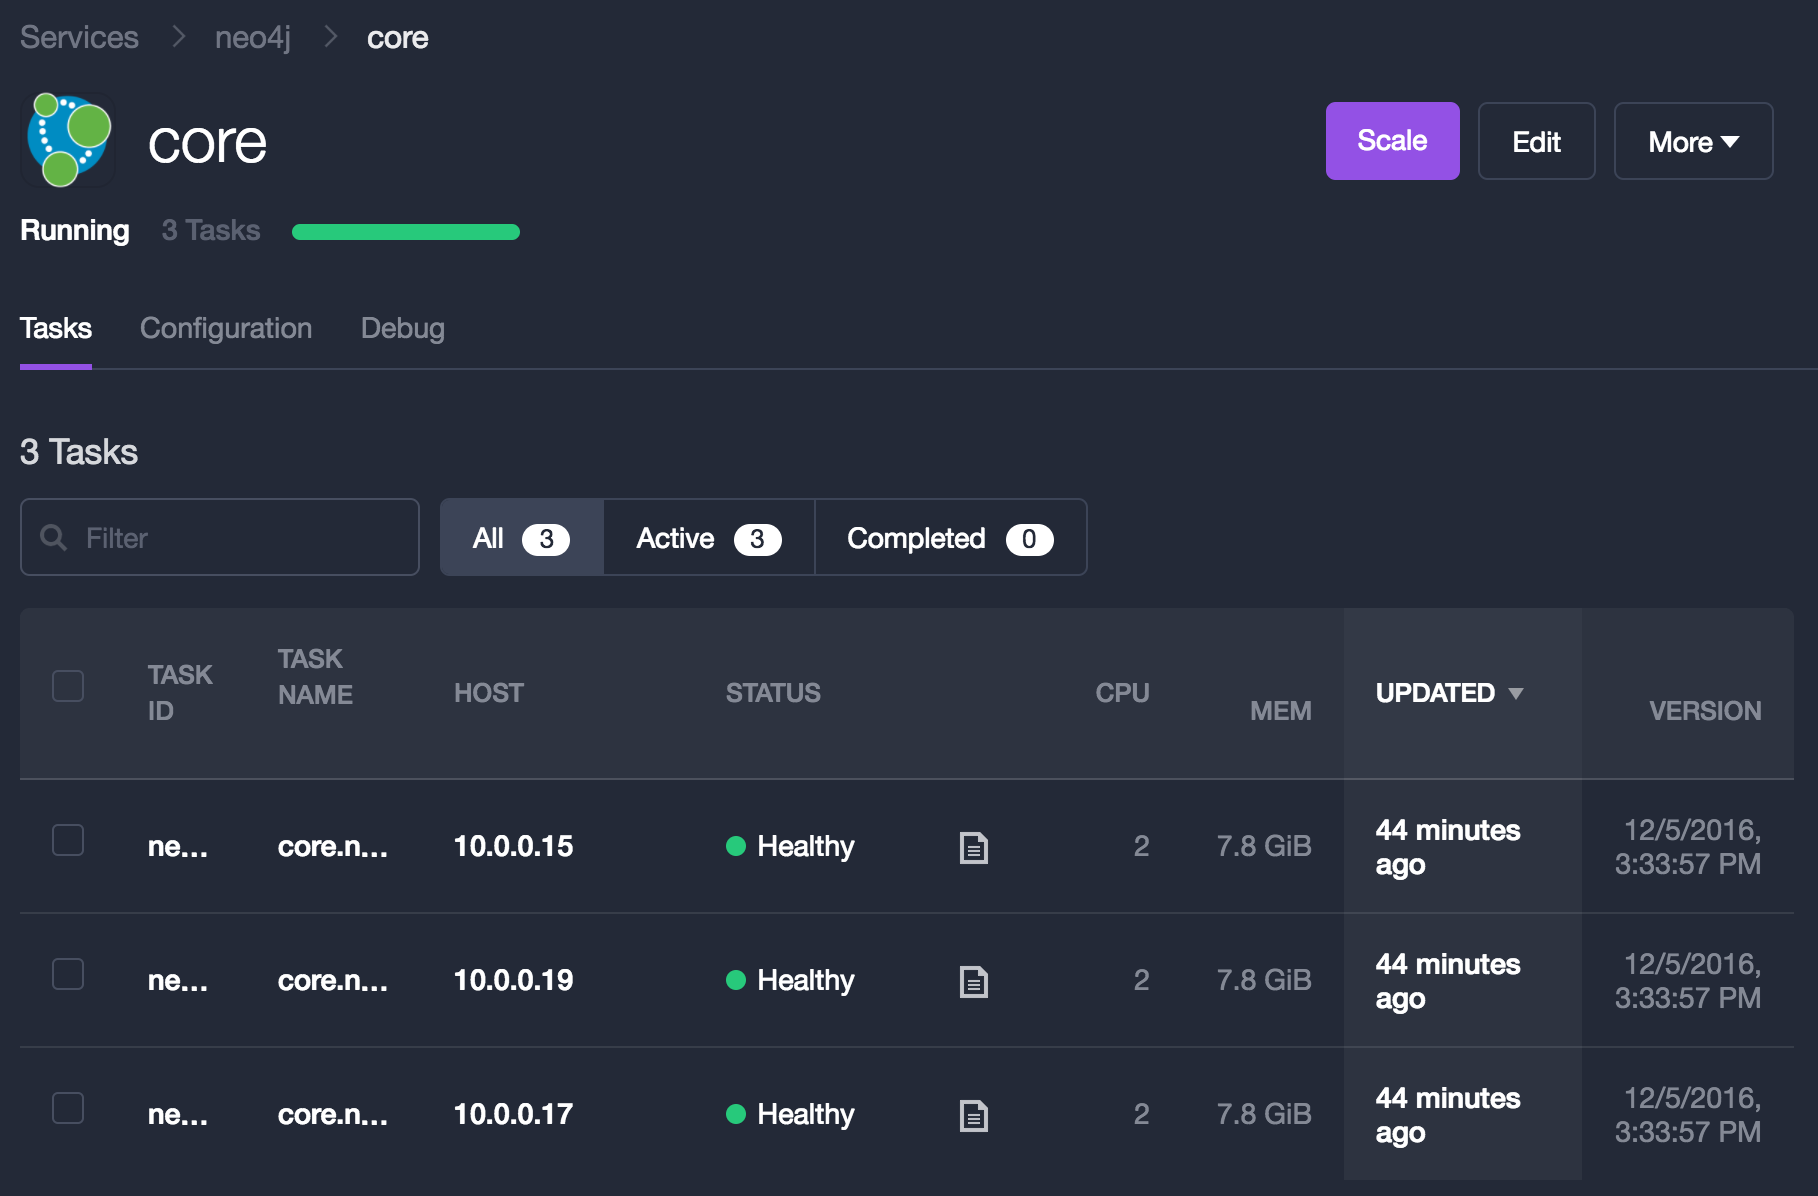 Services > neo4j > core
core
Scale Edit More
Running 3 Tasks
Tasks Configuration Debug
3 Tasks
Filter All 3 Active 3 Completed 0
TASK ID TASK NAME HOST STATUS CPU MEM UPDATED VERSION
ne... core.n... 10.0.0.15 Healthy 2 7.8 GiB 44 minutes ago 12/5/2016, 3:33:57 PM
ne... core.n... 10.0.0.19 Healthy 2 7.8 GiB 44 minutes ago 12/5/2016, 3:33:57 PM
ne... core.n... 10.0.0.17 Healthy 2 7.8 GiB 44 minutes ago 12/5/2016, 3:33:57 PM